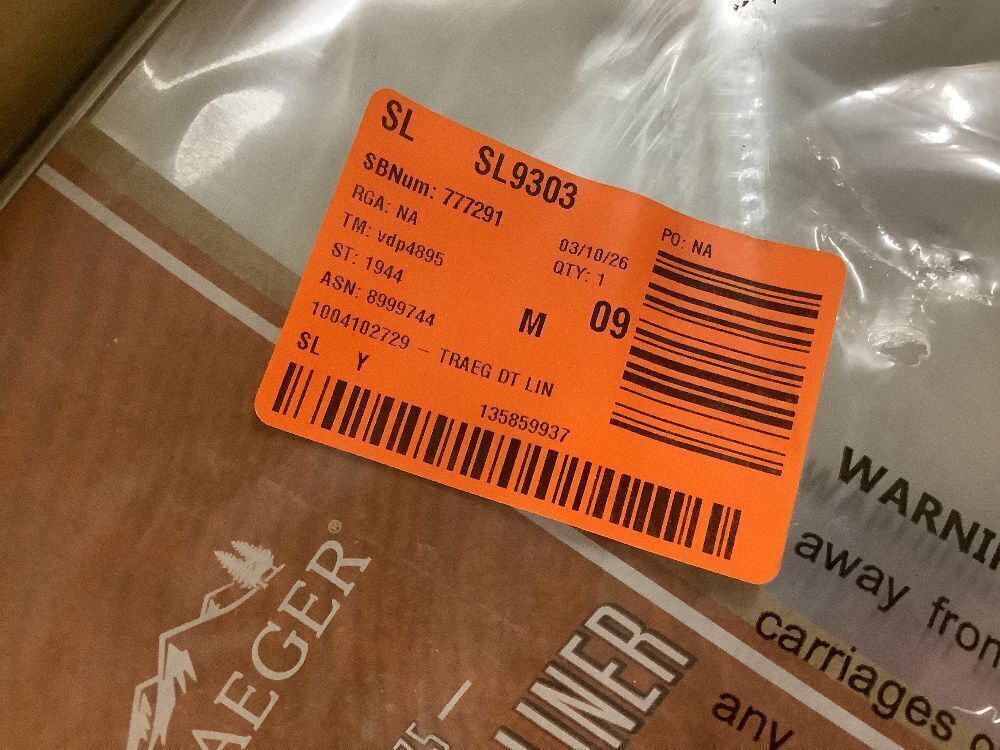 SL
SL9303
SBNum: 777291
RGA: NA
TM: vdp4895
ST: 1944
ASN: 8999744
1004102729 - TRAEG DT LIN
SL Y
135859937
03/10/26
QTY: 1
M 09
PO: NA
AEGER®
75 –
LINER
away from
carriages
any